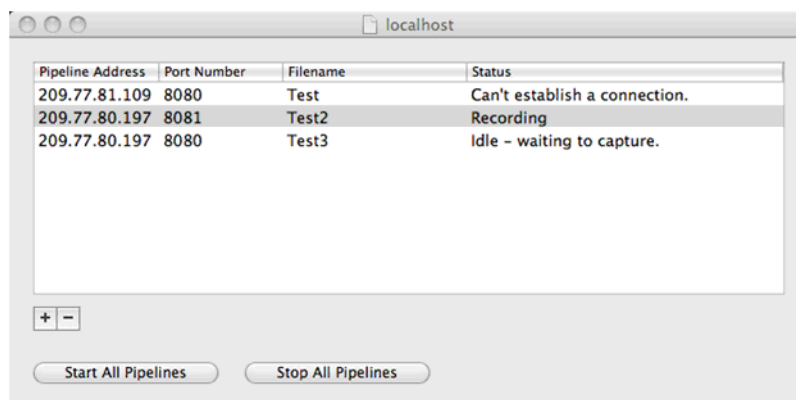 localhost
Pipeline Address Port Number Filename Status
209.77.81.109 8080 Test Can't establish a connection.
209.77.80.197 8081 Test2 Recording
209.77.80.197 8080 Test3 Idle – waiting to capture.
+ −
Start All Pipelines Stop All Pipelines